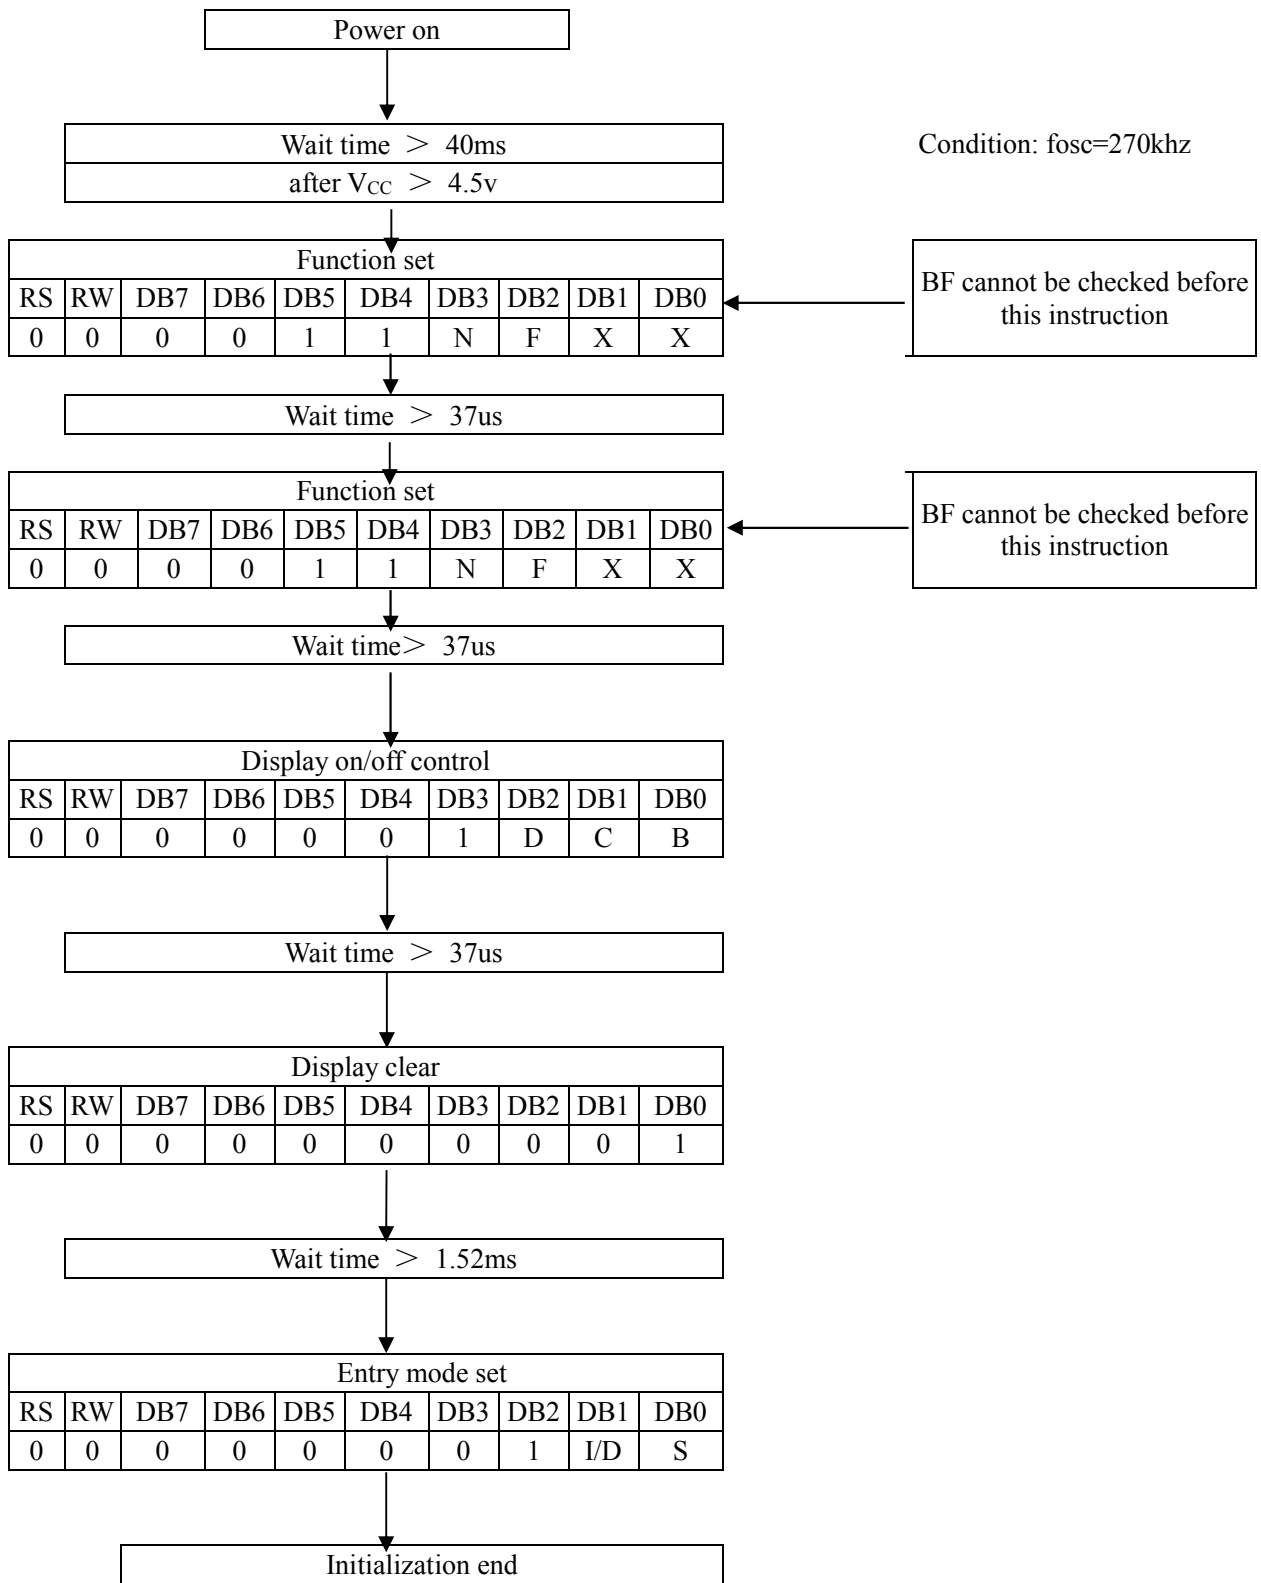 Power on
Wait time ＞ 40ms
Condition: fosc=270khz
after VCC ＞ 4.5v
Function set
RS RW DB7 DB6 DB5 DB4 DB3 DB2 DB1 DB0
0 0 0 0 1 1 N F X X
BF cannot be checked before
this instruction
Wait time ＞ 37us
Function set
RS RW DB7 DB6 DB5 DB4 DB3 DB2 DB1 DB0
0 0 0 0 1 1 N F X X
BF cannot be checked before
this instruction
Wait time＞ 37us
Display on/off control
RS RW DB7 DB6 DB5 DB4 DB3 DB2 DB1 DB0
0 0 0 0 0 0 1 D C B
Wait time ＞ 37us
Display clear
RS RW DB7 DB6 DB5 DB4 DB3 DB2 DB1 DB0
0 0 0 0 0 0 0 0 0 1
Wait time ＞ 1.52ms
Entry mode set
RS RW DB7 DB6 DB5 DB4 DB3 DB2 DB1 DB0
0 0 0 0 0 0 0 1 I/D S
Initialization end